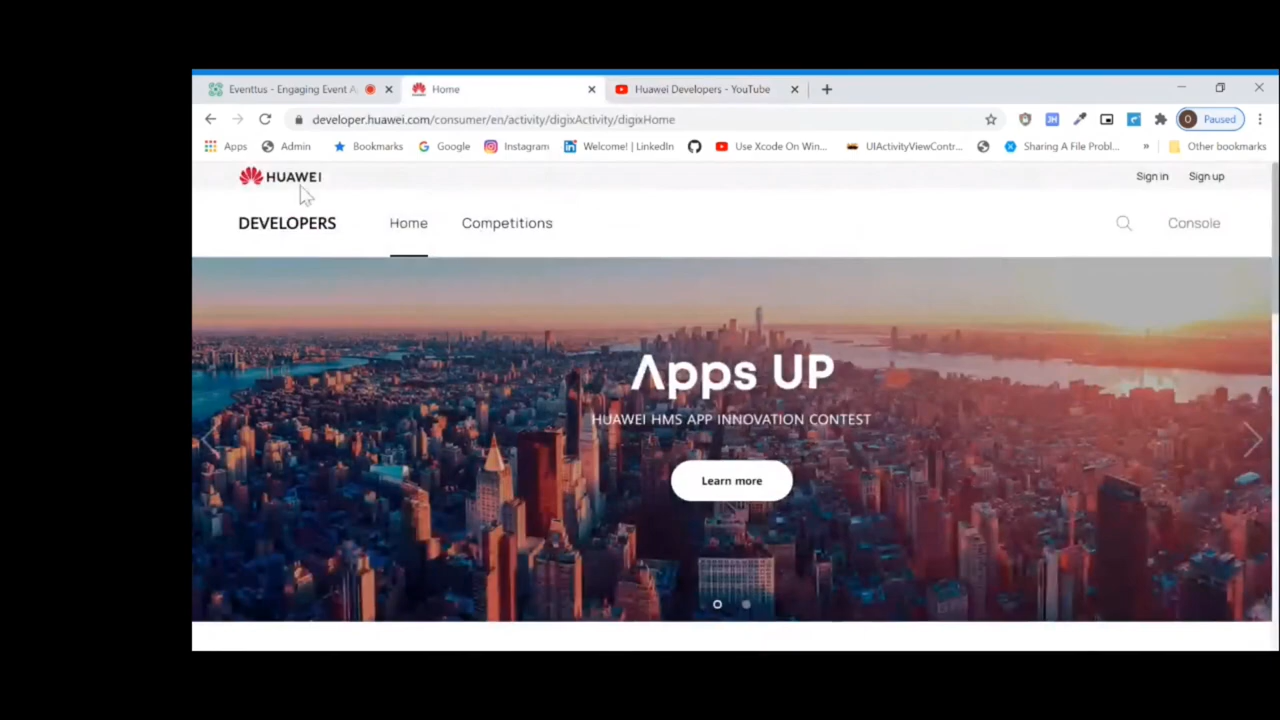 Eventtus - Engaging Event A
Home
Huawei Developers - YouTube
developer.huawei.com/consumer/en/activity/digixActivity/digixHome
O Paused
Apps
Admin
Bookmarks
Google
Instagram
Welcome! | LinkedIn
Use Xcode On Win...
UIActivityViewContr...
Sharing A File Probl...
»
Other bookmarks
HUAWEI
Sign in
Sign up
DEVELOPERS
Home
Competitions
Console
Apps UP
HUAWEI HMS APP INNOVATION CONTEST
Learn more